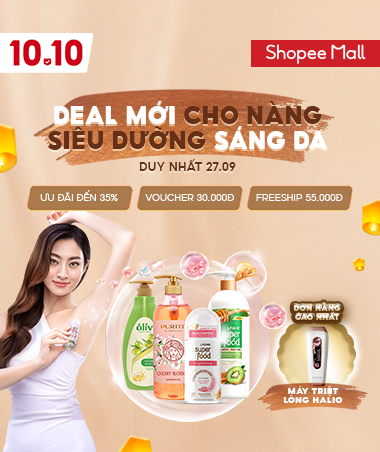 10.10
Shopee Mall
DEAL MỚI CHO NÀNG
SIÊU DƯỠNG SÁNG DA
DUY NHẤT 27.09
ƯU ĐÃI ĐẾN 35%
VOUCHER 30.000Đ
FREESHIP 55.000Đ
ĐƠN HÀNG
CAO NHẤT
olive
PURITÉ
CHERRY BLOSSOM
super
food
super
food
MÁY TRIỆT
LÔNG HALIO